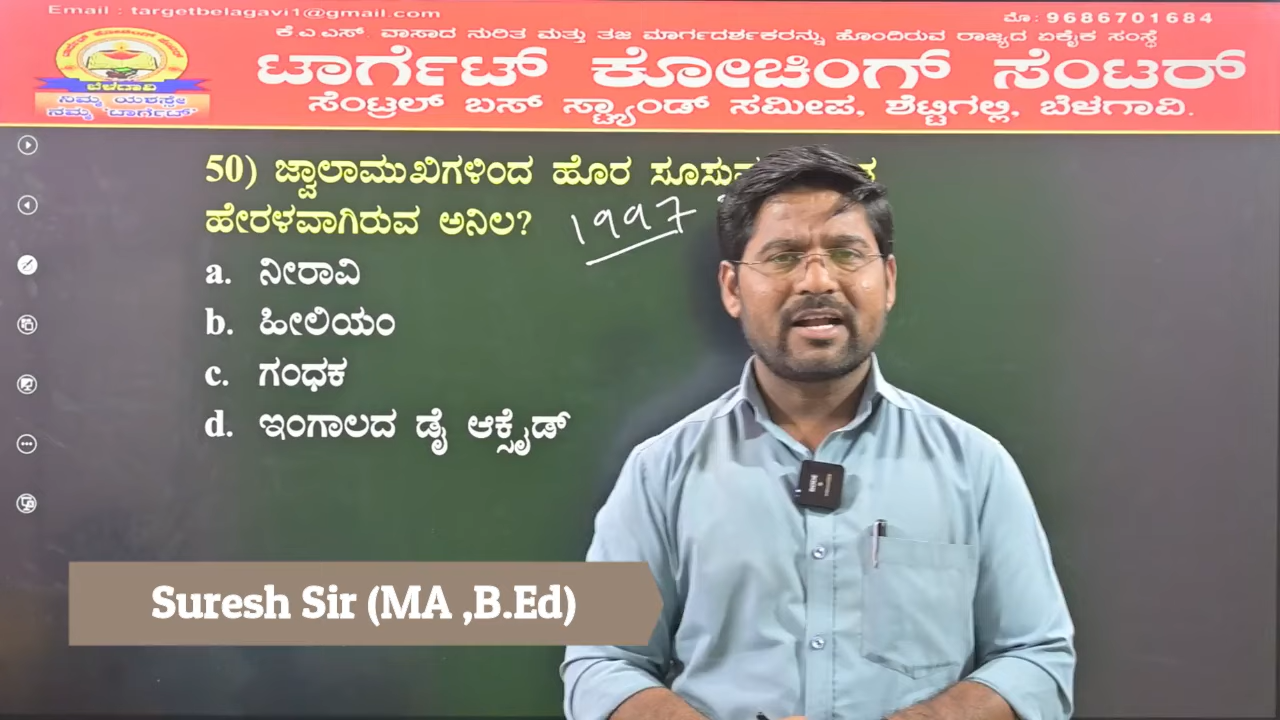 Email : targetbelagavi1@gmail.com
ಮೊ: 9686701684
ಕೆ.ಎ.ಎಸ್. ವಾಸಾದ ನುರಿತ ಮತ್ತು ತಜ್ಞ ಮಾರ್ಗದರ್ಶಕರನ್ನು ಹೊಂದಿರುವ ರಾಜ್ಯದ ಏಕೈಕ ಸಂಸ್ಥೆ
ಟಾರ್ಗೆಟ್ ಕೋಚಿಂಗ್ ಸೆಂಟರ್
ಸೆಂಟ್ರಲ್ ಬಸ್ ಸ್ಟ್ಯಾಂಡ್ ಸಮೀಪ, ಶೆಟ್ಟಿಗಲ್ಲಿ, ಬೆಳಗಾವಿ.
ಬೆಳಗಾವಿ
ನಿಮ್ಮ ಯಶಸ್ಸೇ
ನಮ್ಮ "ಟಾರ್ಗೆಟ್"
50) ಜ್ವಾಲಾಮುಖಿಗಳಿಂದ ಹೊರ
ಹೇರಳವಾಗಿರುವ ಅನಿಲ? 1997
a. ನೀರಾವಿ
b. ಹೀಲಿಯಂ
c. ಗಂಧಕ
d. ಇಂಗಾಲದ ಡೈ ಆಕ್ಸೈಡ್
Suresh Sir (MA ,B.Ed)